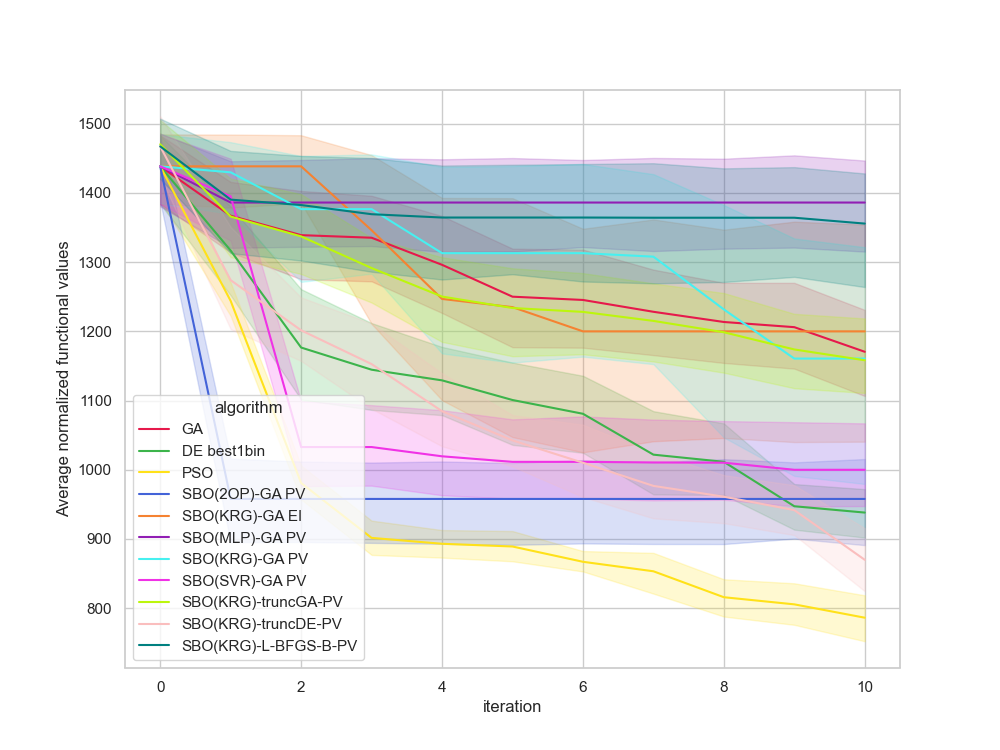 1500
1400
1300
1200
1100
1000
900
800
Average normalized functional values
algorithm
GA
DE best1bin
PSO
SBO(2OP)-GA PV
SBO(KRG)-GA EI
SBO(MLP)-GA PV
SBO(KRG)-GA PV
SBO(SVR)-GA PV
SBO(KRG)-truncGA-PV
SBO(KRG)-truncDE-PV
SBO(KRG)-L-BFGS-B-PV
0 2 4 6 8 10
iteration